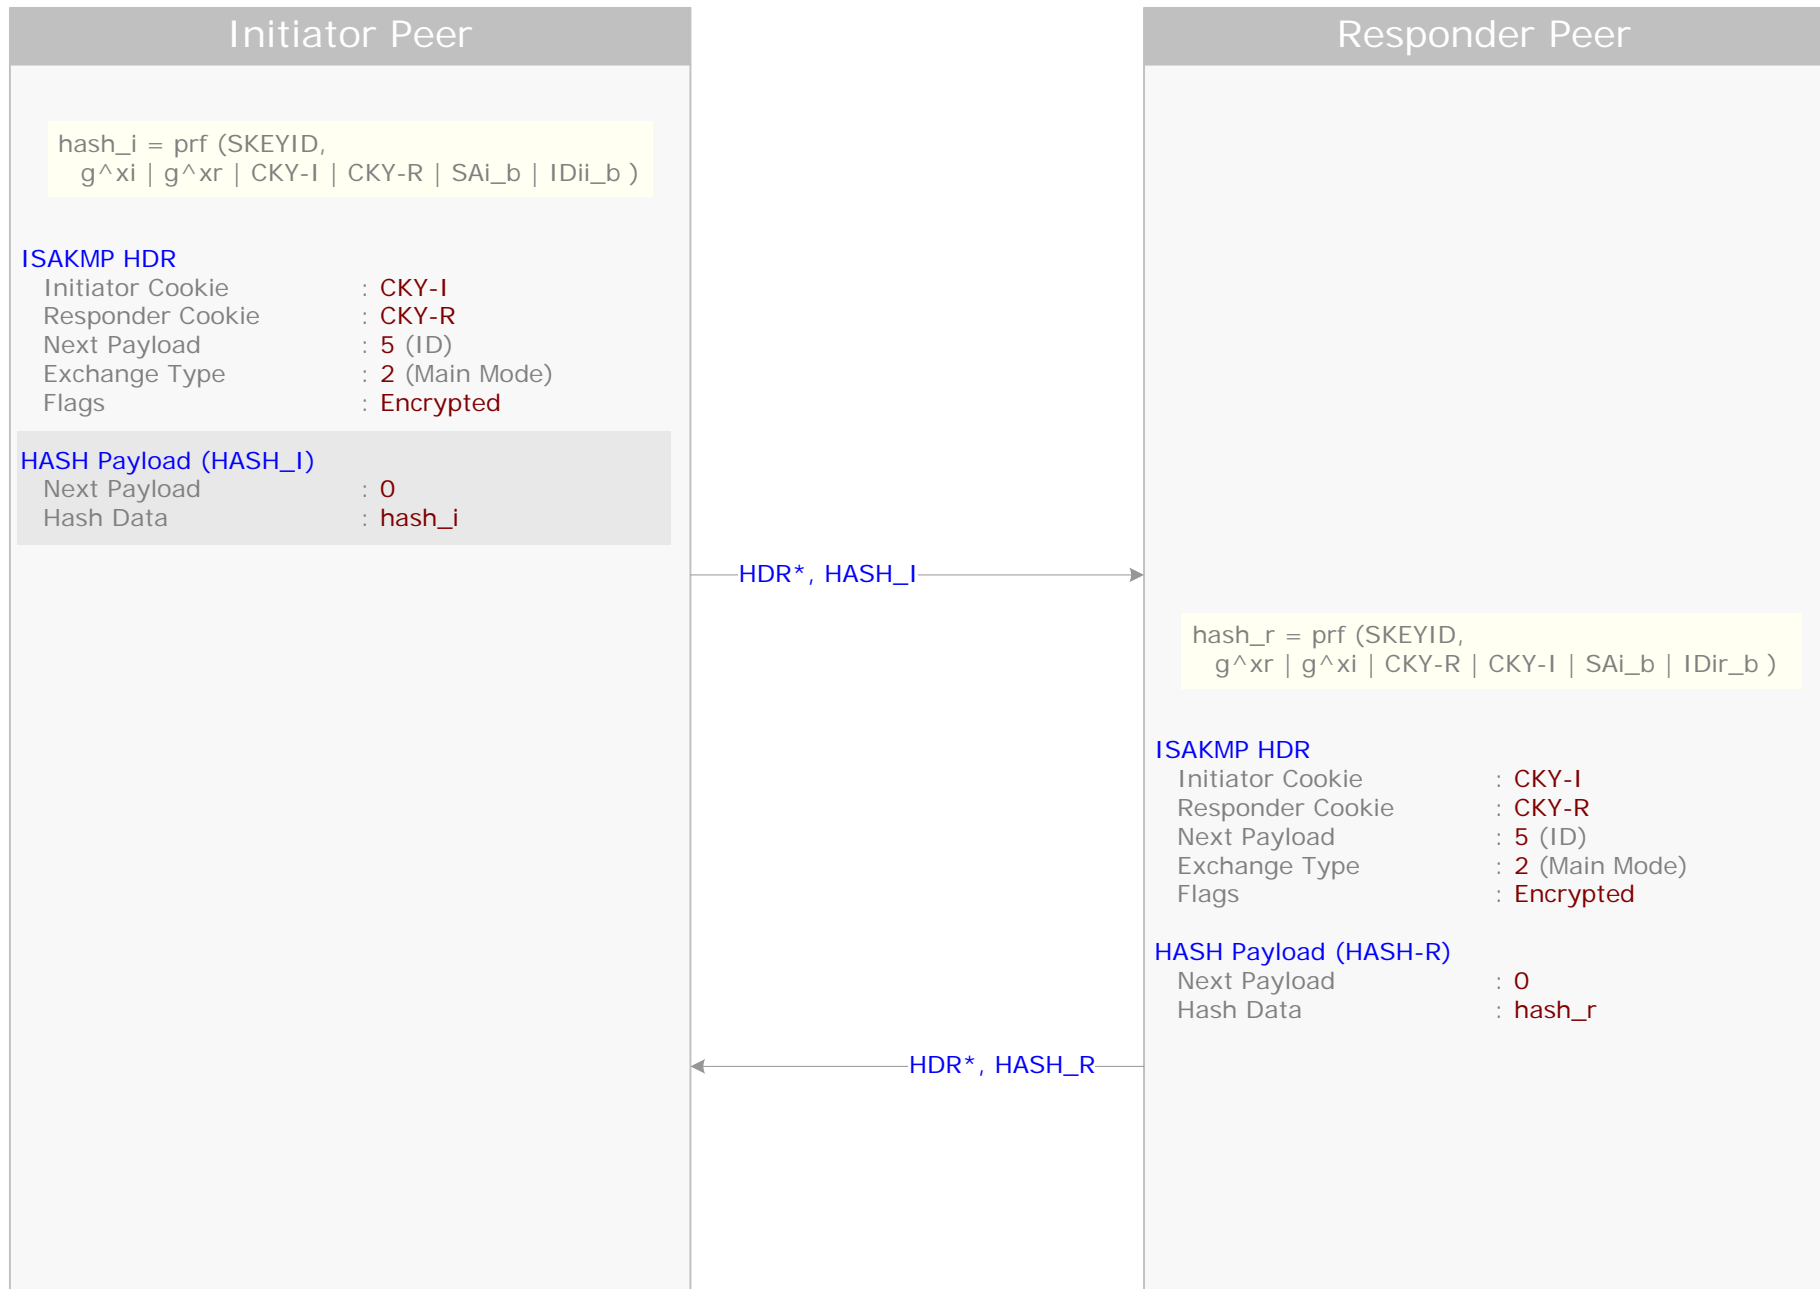 Initiator Peer
hash_i = prf (SKEYID,
g^xi | g^xr | CKY-I | CKY-R | SAi_b | IDii_b )
ISAKMP HDR
Initiator Cookie : CKY-I
Responder Cookie : CKY-R
Next Payload : 5 (ID)
Exchange Type : 2 (Main Mode)
Flags : Encrypted
HASH Payload (HASH_I)
Next Payload : 0
Hash Data : hash_i
HDR*, HASH_I
Responder Peer
hash_r = prf (SKEYID,
g^xr | g^xi | CKY-R | CKY-I | SAi_b | IDir_b )
ISAKMP HDR
Initiator Cookie : CKY-I
Responder Cookie : CKY-R
Next Payload : 5 (ID)
Exchange Type : 2 (Main Mode)
Flags : Encrypted
HASH Payload (HASH-R)
Next Payload : 0
Hash Data : hash_r
HDR*, HASH_R